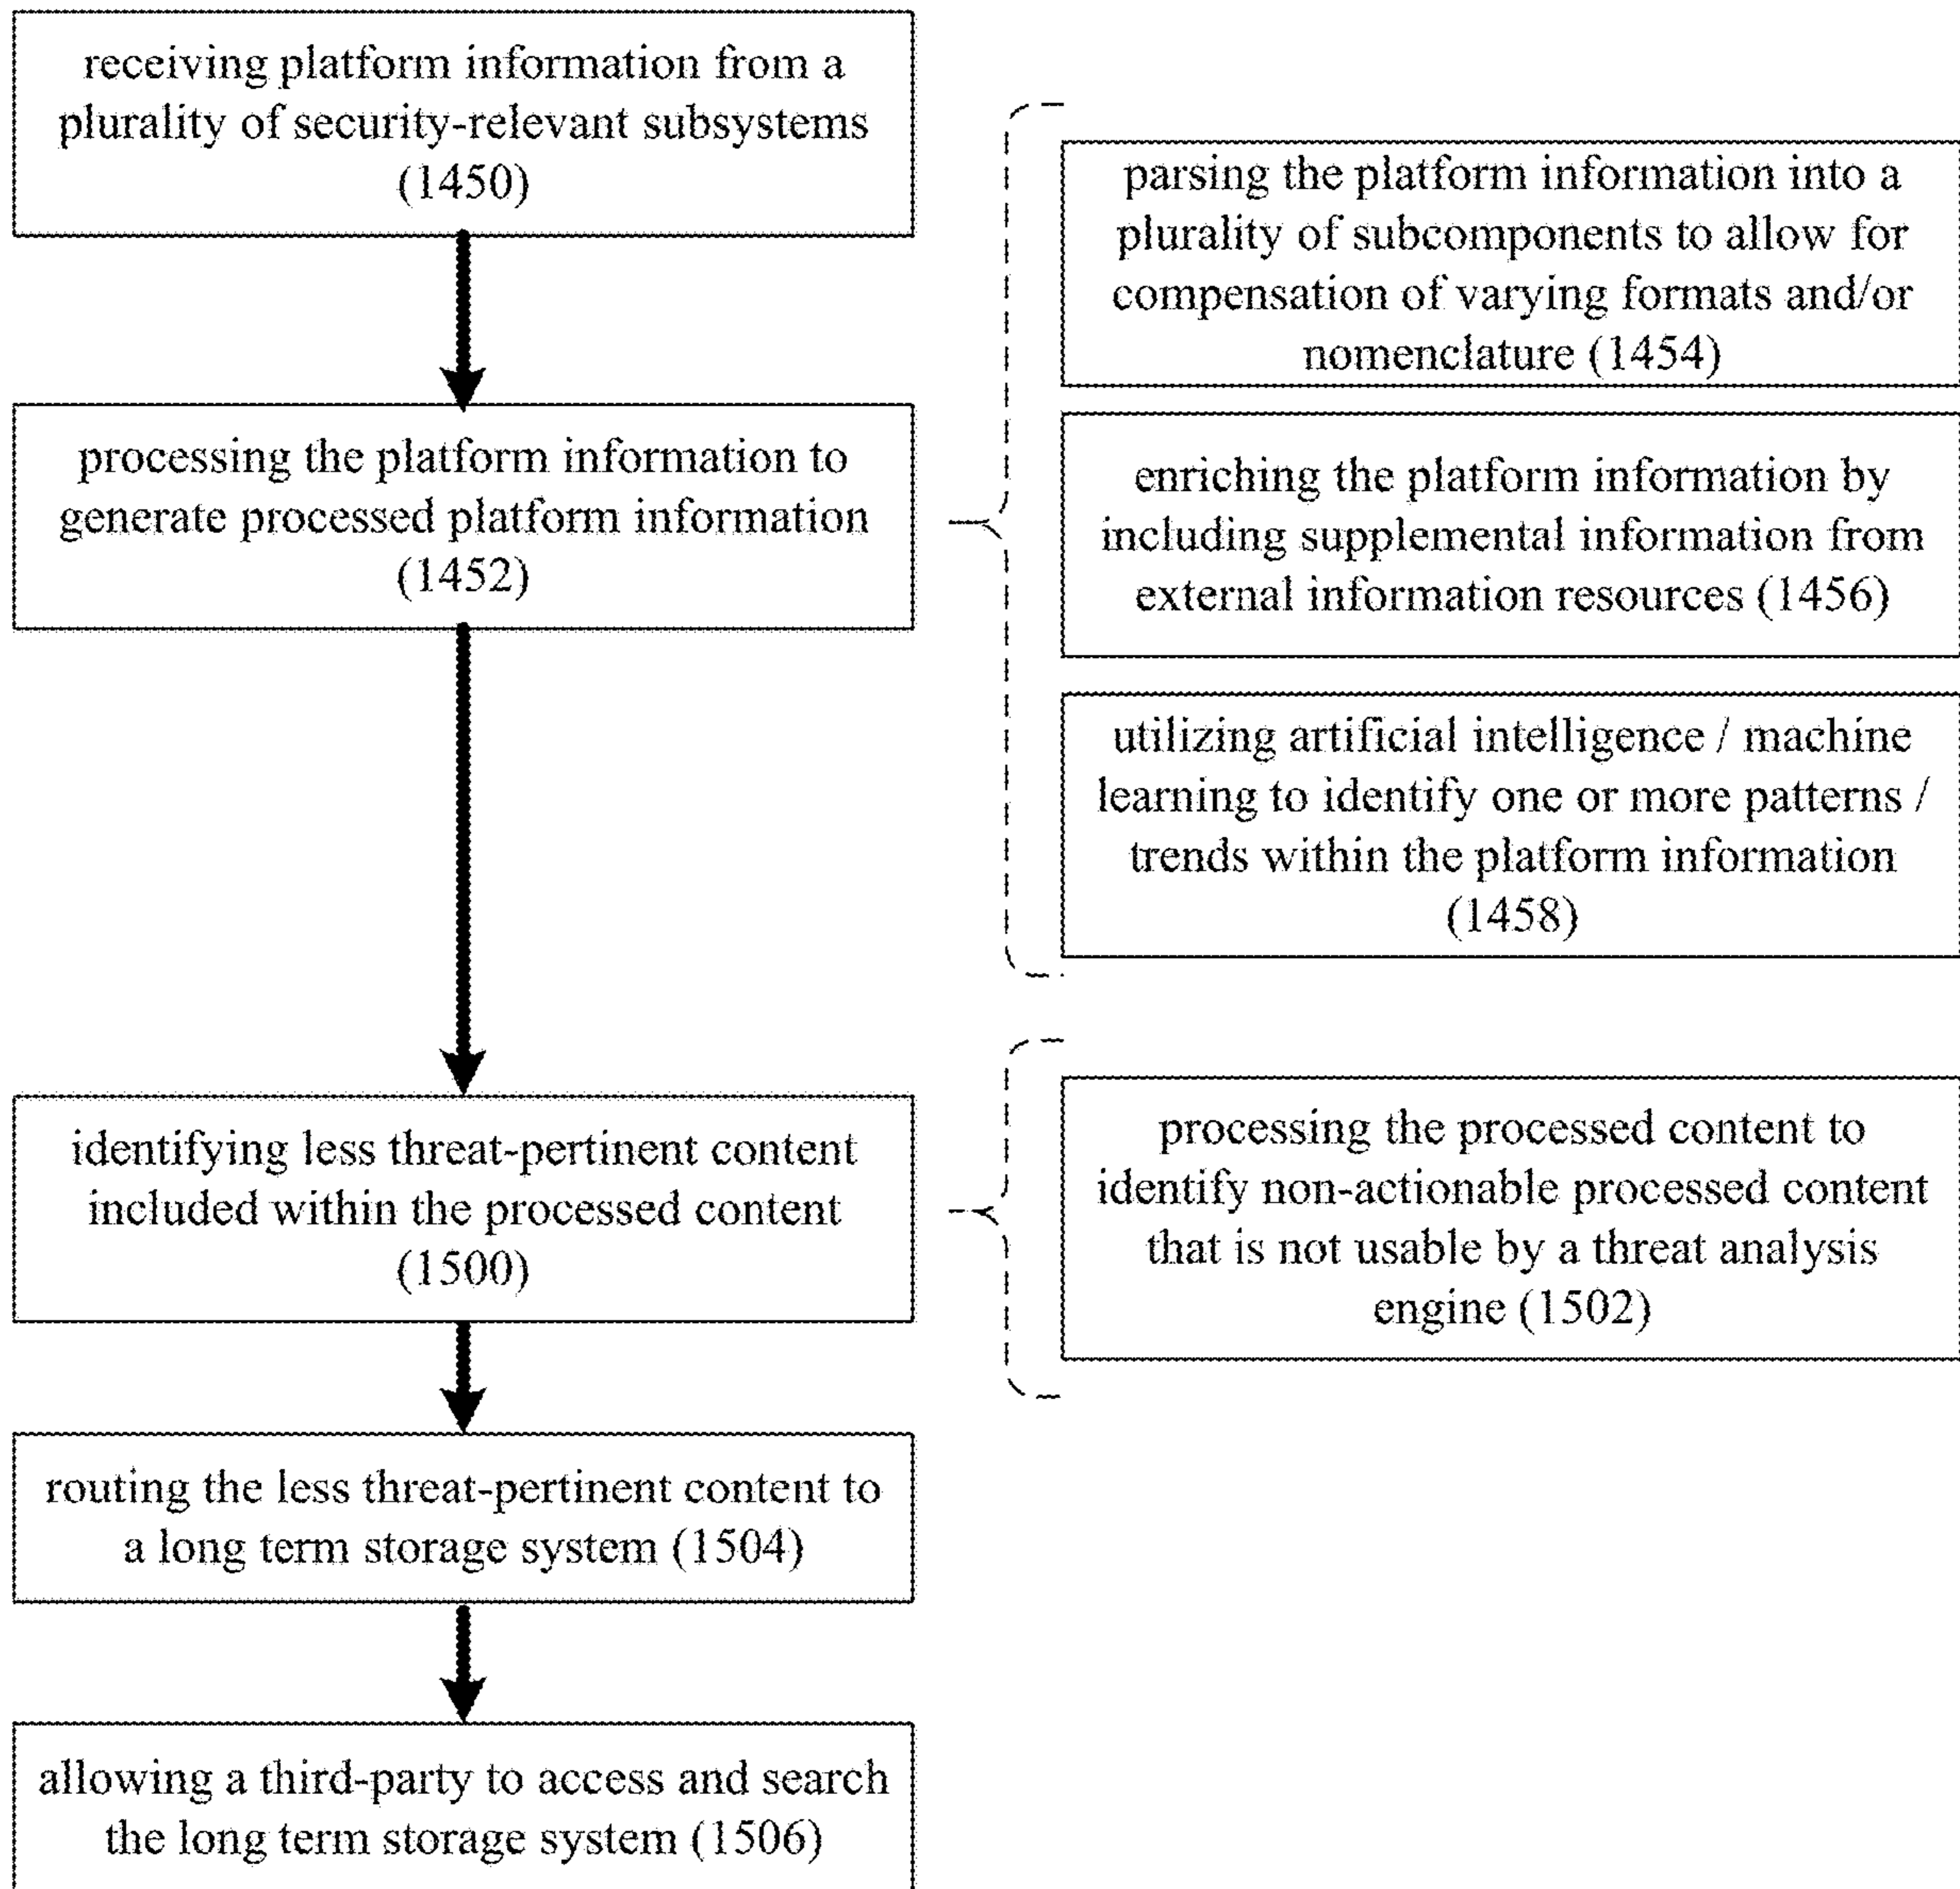 receiving platform information from a
plurality of security-relevant subsystems
(1450)
processing the platform information to
generate processed platform information
(1452)
parsing the platform information into a
plurality of subcomponents to allow for
compensation of varying formats and/or
nomenclature (1454)
enriching the platform information by
including supplemental information from
external information resources (1456)
utilizing artificial intelligence / machine
learning to identify one or more patterns /
trends within the platform information
(1458)
identifying less threat-pertinent content
included within the processed content
(1500)
processing the processed content to
identify non-actionable processed content
that is not usable by a threat analysis
engine (1502)
routing the less threat-pertinent content to
a long term storage system (1504)
allowing a third-party to access and search
the long term storage system (1506)